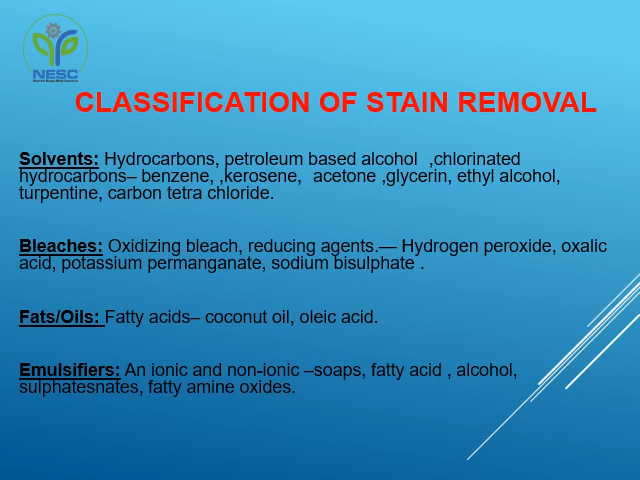 NESC
CLASSIFICATION OF STAIN REMOVAL
Solvents: Hydrocarbons, petroleum based alcohol ,chlorinated
hydrocarbons– benzene, ,kerosene, acetone ,glycerin, ethyl alcohol,
turpentine, carbon tetra chloride.
Bleaches: Oxidizing bleach, reducing agents.— Hydrogen peroxide, oxalic
acid, potassium permanganate, sodium bisulphate .
Fats/Oils: Fatty acids– coconut oil, oleic acid.
Emulsifiers: An ionic and non-ionic –soaps, fatty acid , alcohol,
sulphatesnates, fatty amine oxides.